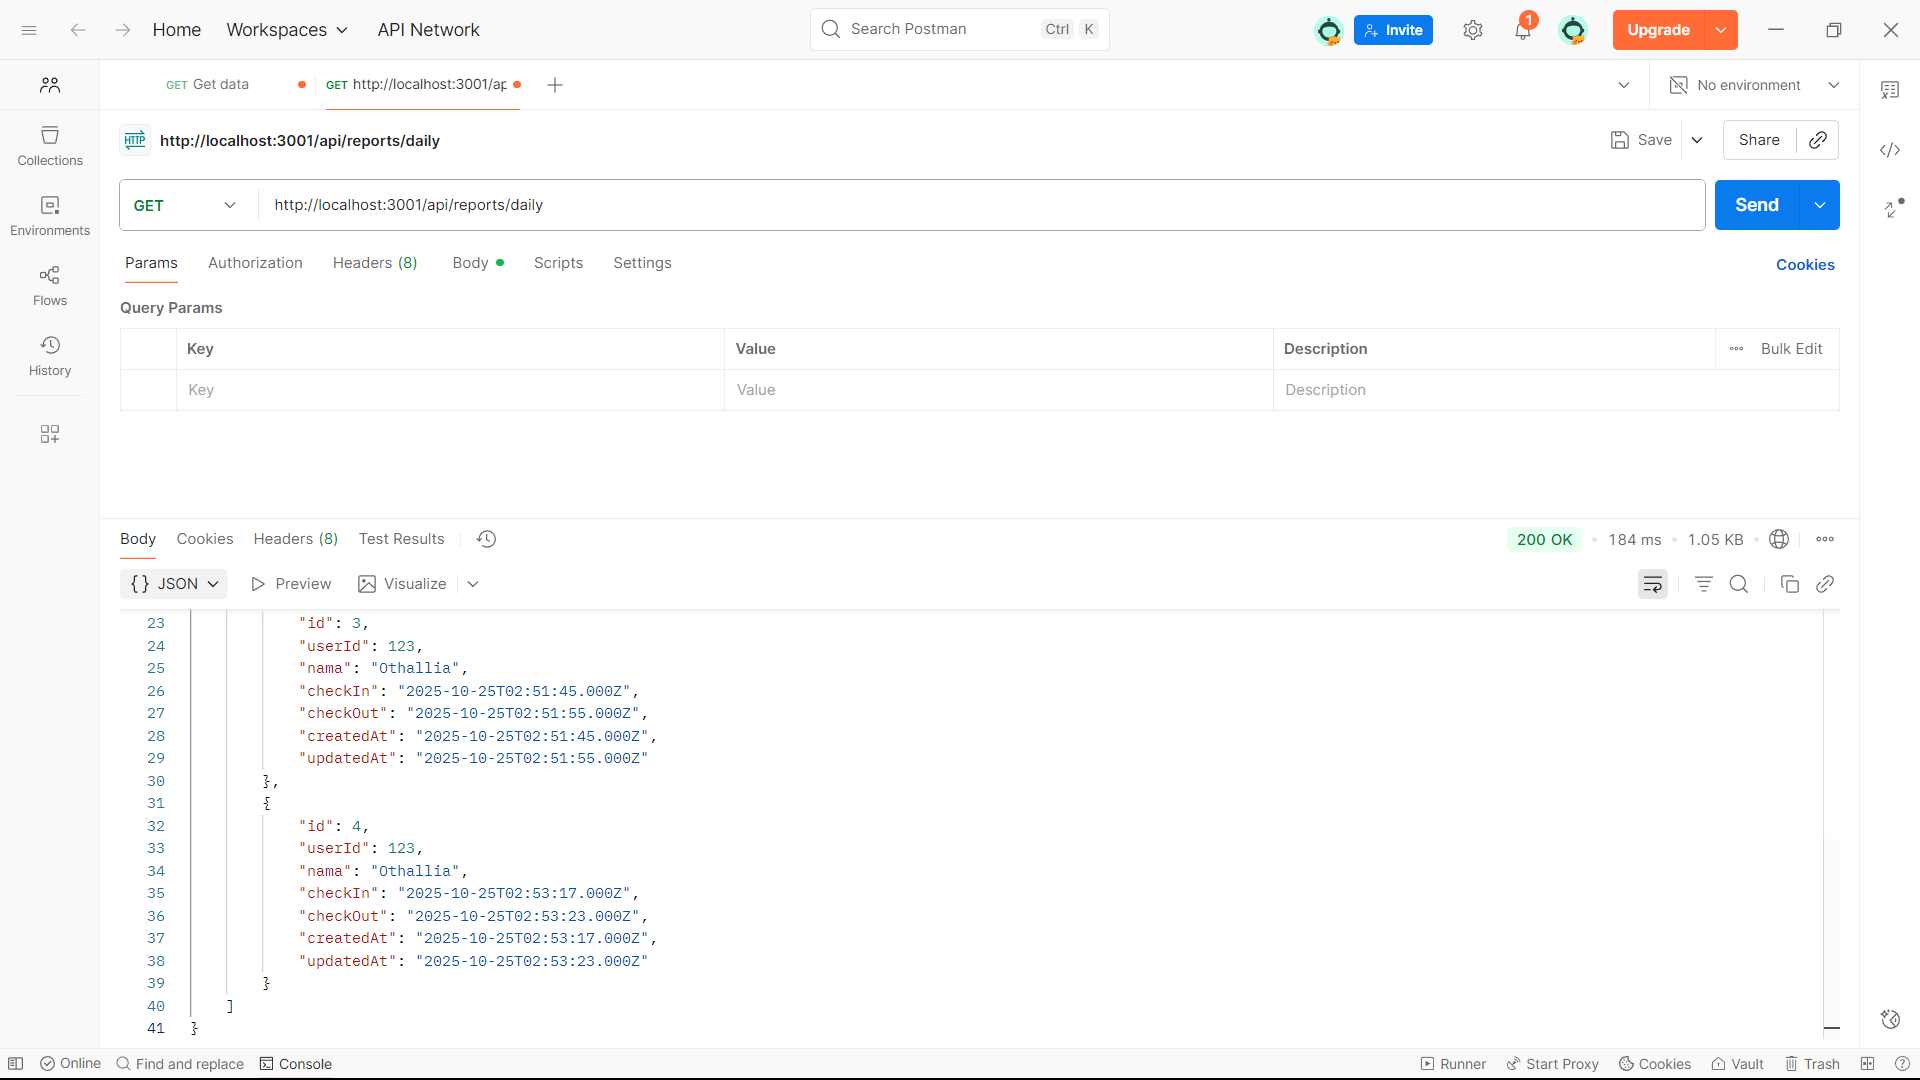 Home
Workspaces
API Network
Search Postman
Ctrl
K
Invite
1
Upgrade
GET Get data
GET http://localhost:3001/ap
No environment
Collections
Environments
Flows
History
HTTP
http://localhost:3001/api/reports/daily
Save
Share
GET
http://localhost:3001/api/reports/daily
Send
Params
Authorization
Headers (8)
Body
Scripts
Settings
Cookies
Query Params
Key
Value
Description
Bulk Edit
Key
Value
Description
Body
Cookies
Headers (8)
Test Results
200 OK
184 ms
1.05 KB
{} JSON
Preview
Visualize
23 "id": 3,
24 "userId": 123,
25 "nama": "Othallia",
26 "checkIn": "2025-10-25T02:51:45.000Z",
27 "checkOut": "2025-10-25T02:51:55.000Z",
28 "createdAt": "2025-10-25T02:51:45.000Z",
29 "updatedAt": "2025-10-25T02:51:55.000Z"
30 },
31 {
32 "id": 4,
33 "userId": 123,
34 "nama": "Othallia",
35 "checkIn": "2025-10-25T02:53:17.000Z",
36 "checkOut": "2025-10-25T02:53:23.000Z",
37 "createdAt": "2025-10-25T02:53:17.000Z",
38 "updatedAt": "2025-10-25T02:53:23.000Z"
39 }
40 ]
41 }
Online
Find and replace
Console
Runner
Start Proxy
Cookies
Vault
Trash